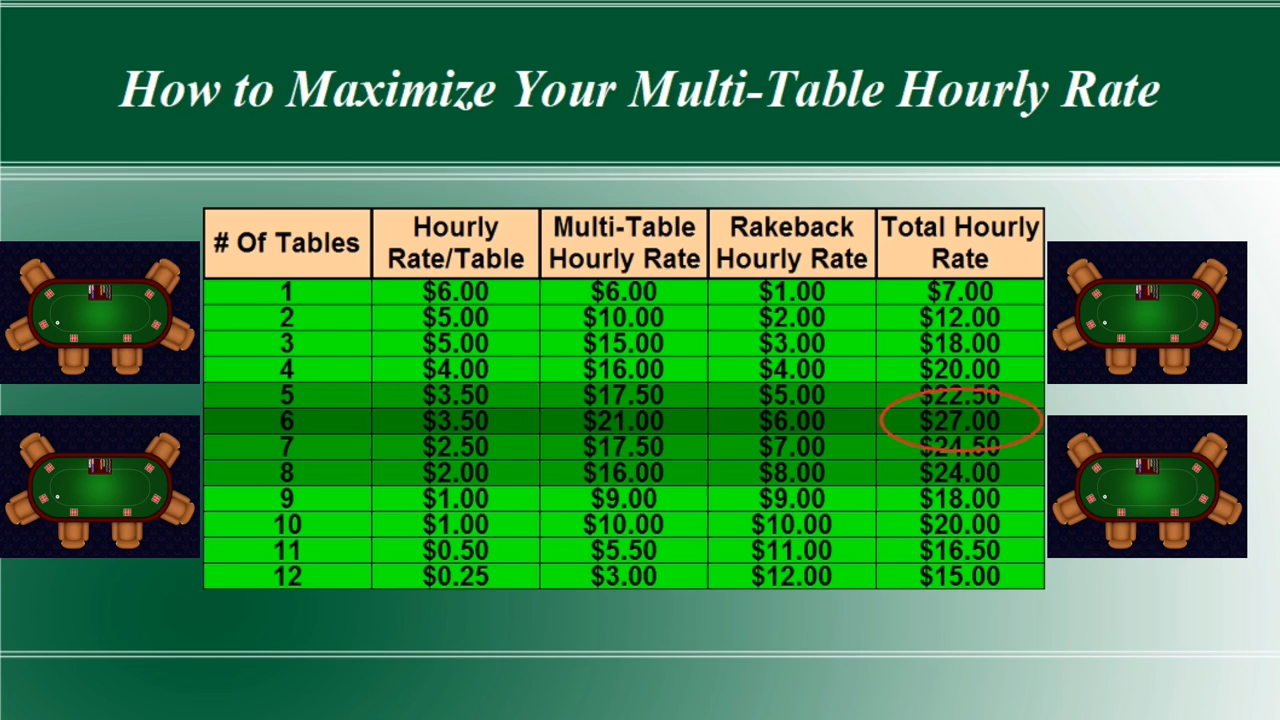 How to Maximize Your Multi-Table Hourly Rate
# Of Tables Hourly Rate/Table Multi-Table Hourly Rate Rakeback Hourly Rate Total Hourly Rate
1 $6.00 $6.00 $1.00 $7.00
2 $5.00 $10.00 $2.00 $12.00
3 $5.00 $15.00 $3.00 $18.00
4 $4.00 $16.00 $4.00 $20.00
5 $3.50 $17.50 $5.00 $22.50
6 $3.50 $21.00 $6.00 $27.00
7 $2.50 $17.50 $7.00 $24.50
8 $2.00 $16.00 $8.00 $24.00
9 $1.00 $9.00 $9.00 $18.00
10 $1.00 $10.00 $10.00 $20.00
11 $0.50 $5.50 $11.00 $16.50
12 $0.25 $3.00 $12.00 $15.00